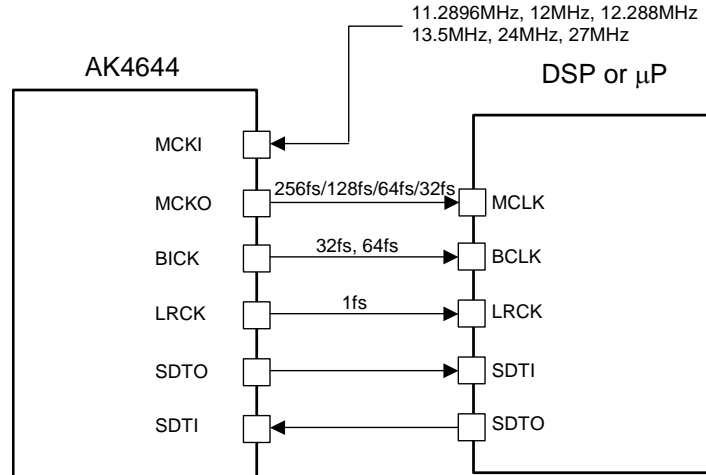 11.2896MHz, 12MHz, 12.288MHz
13.5MHz, 24MHz, 27MHz
AK4644
DSP or μP
MCKI
MCKO
256fs/128fs/64fs/32fs
MCLK
BICK
32fs, 64fs
BCLK
LRCK
1fs
LRCK
SDTO
SDTI
SDTI
SDTO